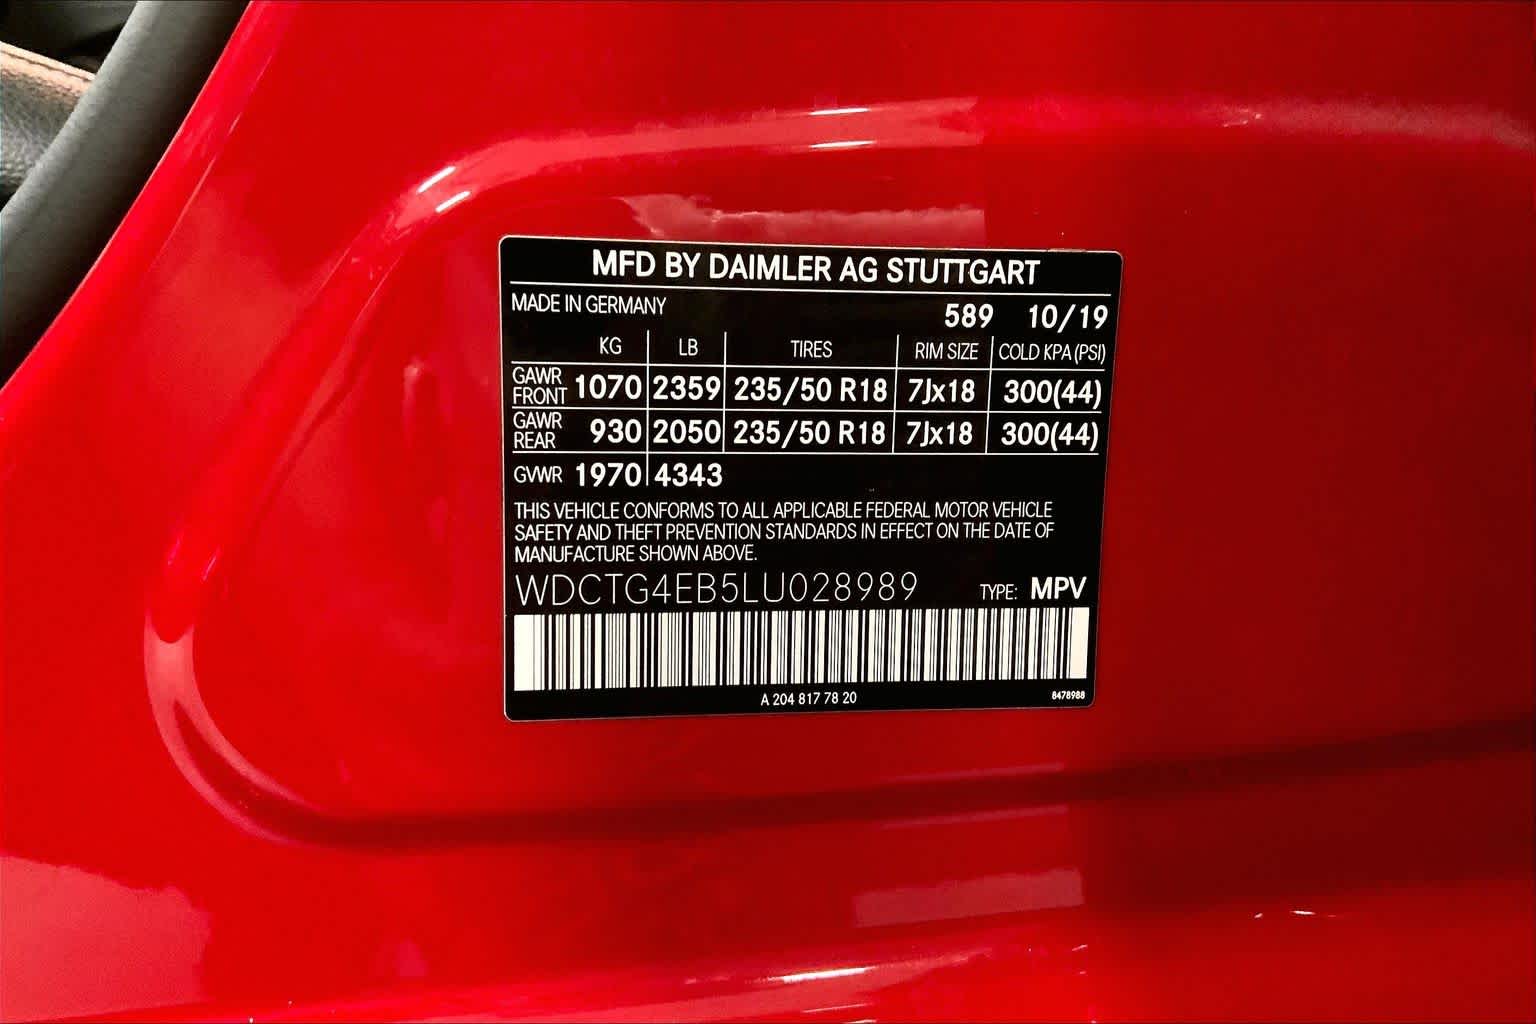 MFD BY DAIMLER AG STUTTGART
MADE IN GERMANY 589 10/19
KG LB TIRES RIM SIZE COLD KPA (PSI)
GAWR FRONT 1070 2359 235/50 R18 7Jx18 300(44)
GAWR REAR 930 2050 235/50 R18 7Jx18 300(44)
GVWR 1970 4343
THIS VEHICLE CONFORMS TO ALL APPLICABLE FEDERAL MOTOR VEHICLE
SAFETY AND THEFT PREVENTION STANDARDS IN EFFECT ON THE DATE OF
MANUFACTURE SHOWN ABOVE.
WDCTG4EB5LU028989 TYPE: MPV
A 204 817 78 20 8478988